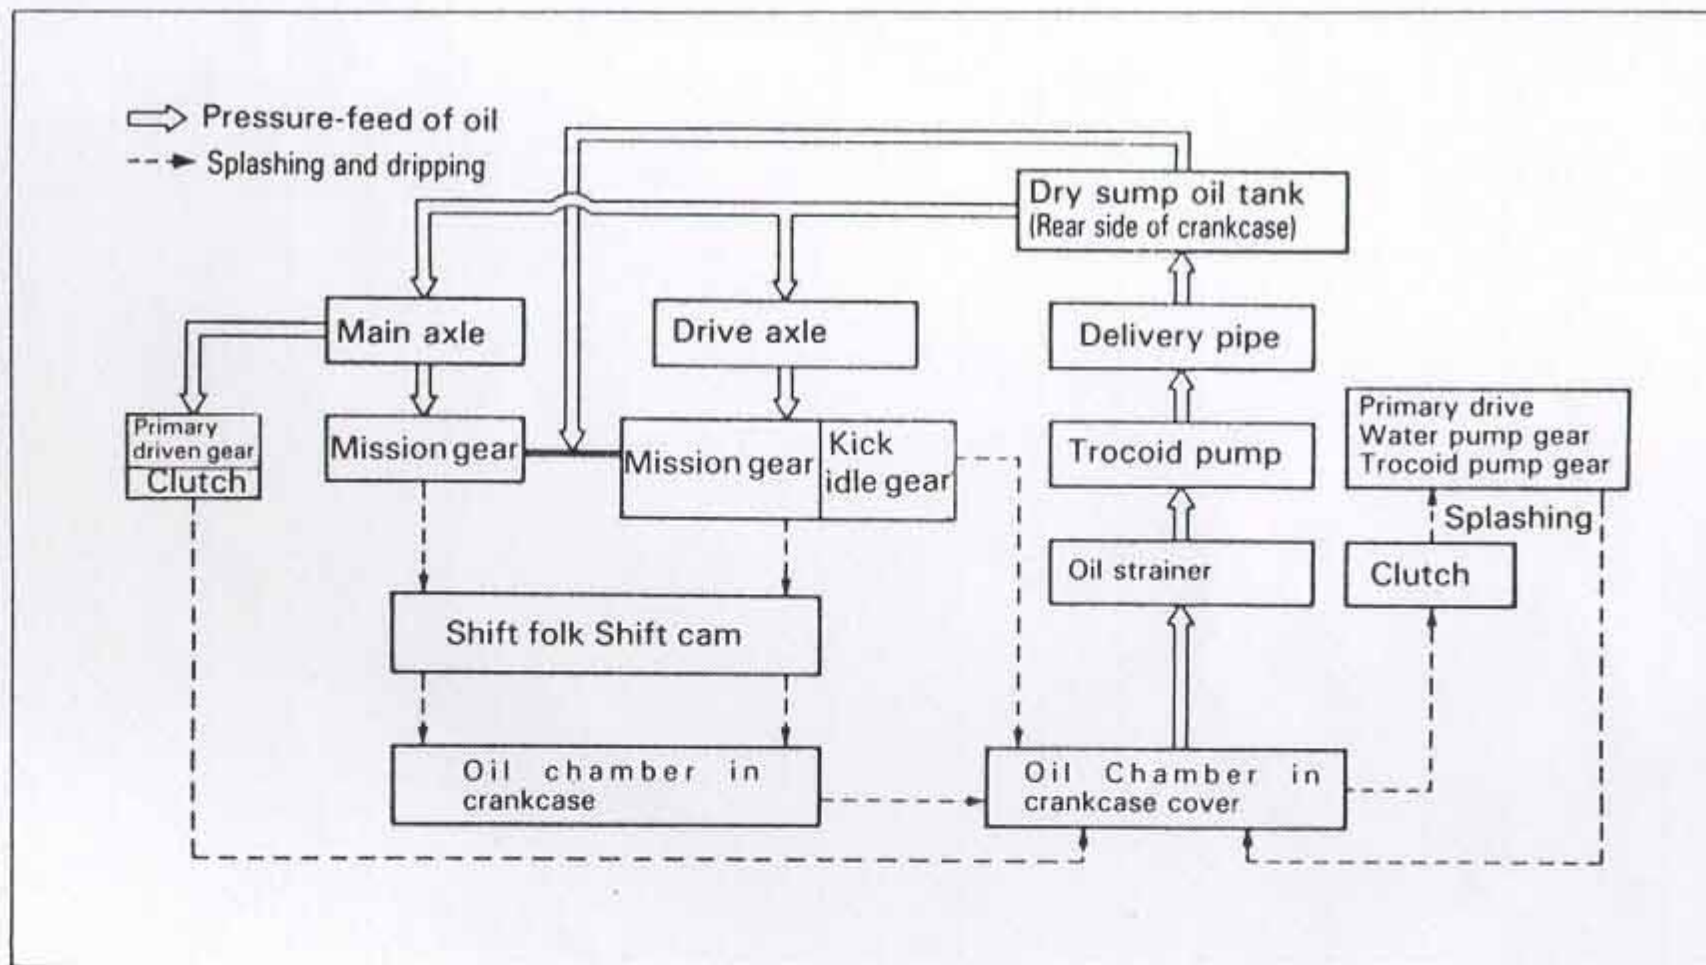 Pressure-feed of oil
Splashing and dripping
Dry sump oil tank
(Rear side of crankcase)
Main axle
Drive axle
Delivery pipe
Primary
driven gear
Clutch
Mission gear
Mission gear
Kick
idle gear
Trocoid pump
Primary drive
Water pump gear
Trocoid pump gear
Splashing
Oil strainer
Clutch
Shift folk Shift cam
Oil chamber in
crankcase
Oil Chamber in
crankcase cover